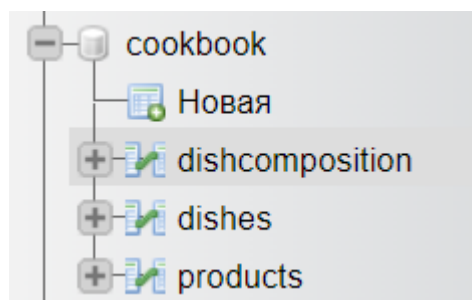 cookbook
Новая
dishcomposition
dishes
products